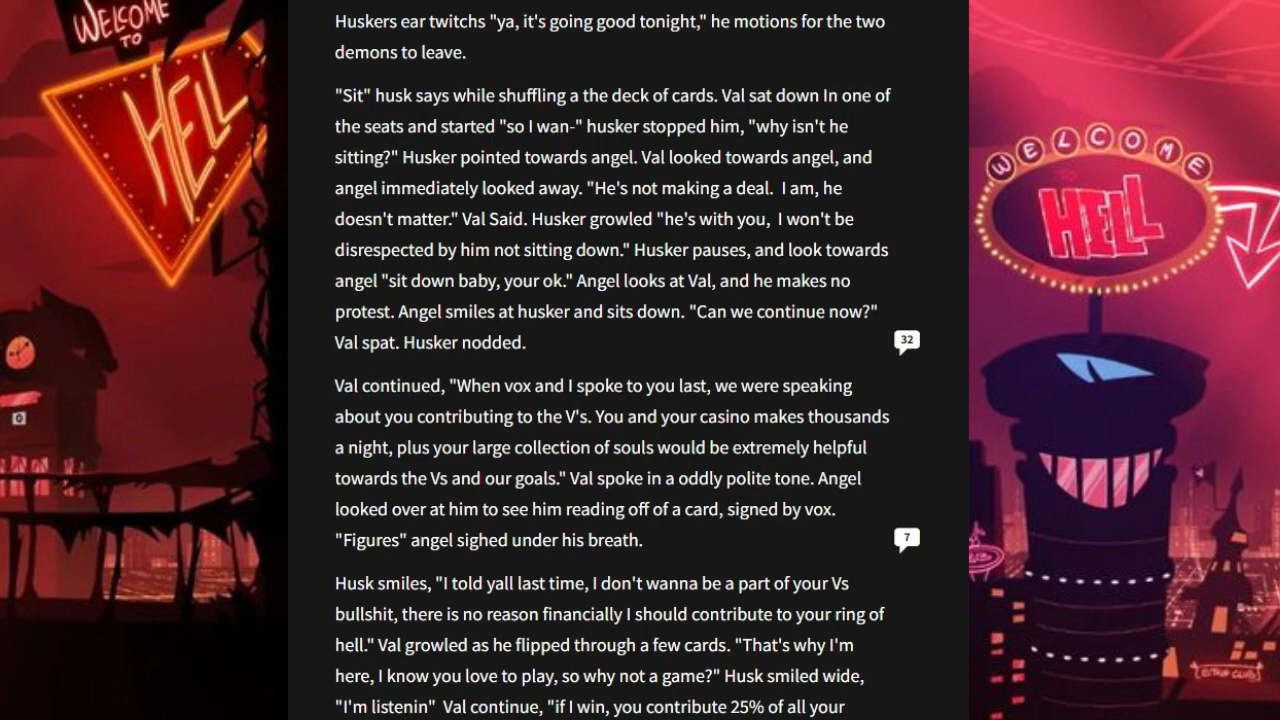 WELCOME
TO
HELL
Huskers ear twitchs "ya, it's going good tonight," he motions for the two
demons to leave.
"Sit" husk says while shuffling a the deck of cards. Val sat down In one of
the seats and started "so I wan-" husker stopped him, "why isn't he
sitting?" Husker pointed towards angel. Val looked towards angel, and
angel immediately looked away. "He's not making a deal.  I am, he
doesn't matter." Val Said. Husker growled "he's with you,  I won't be
disrespected by him not sitting down." Husker pauses, and look towards
angel "sit down baby, your ok." Angel looks at Val, and he makes no
protest. Angel smiles at husker and sits down. "Can we continue now?"
Val spat. Husker nodded.
32
Val continued, "When vox and I spoke to you last, we were speaking
about you contributing to the V's. You and your casino makes thousands
a night, plus your large collection of souls would be extremely helpful
towards the Vs and our goals." Val spoke in a oddly polite tone. Angel
looked over at him to see him reading off of a card, signed by vox.
"Figures" angel sighed under his breath.
7
Husk smiles, "I told yall last time, I don't wanna be a part of your Vs
bullshit, there is no reason financially I should contribute to your ring of
hell." Val growled as he flipped through a few cards. "That's why I'm
here, I know you love to play, so why not a game?" Husk smiled wide,
"I'm listenin"  Val continue, "if I win, you contribute 25% of all your
WELCOME
HELL